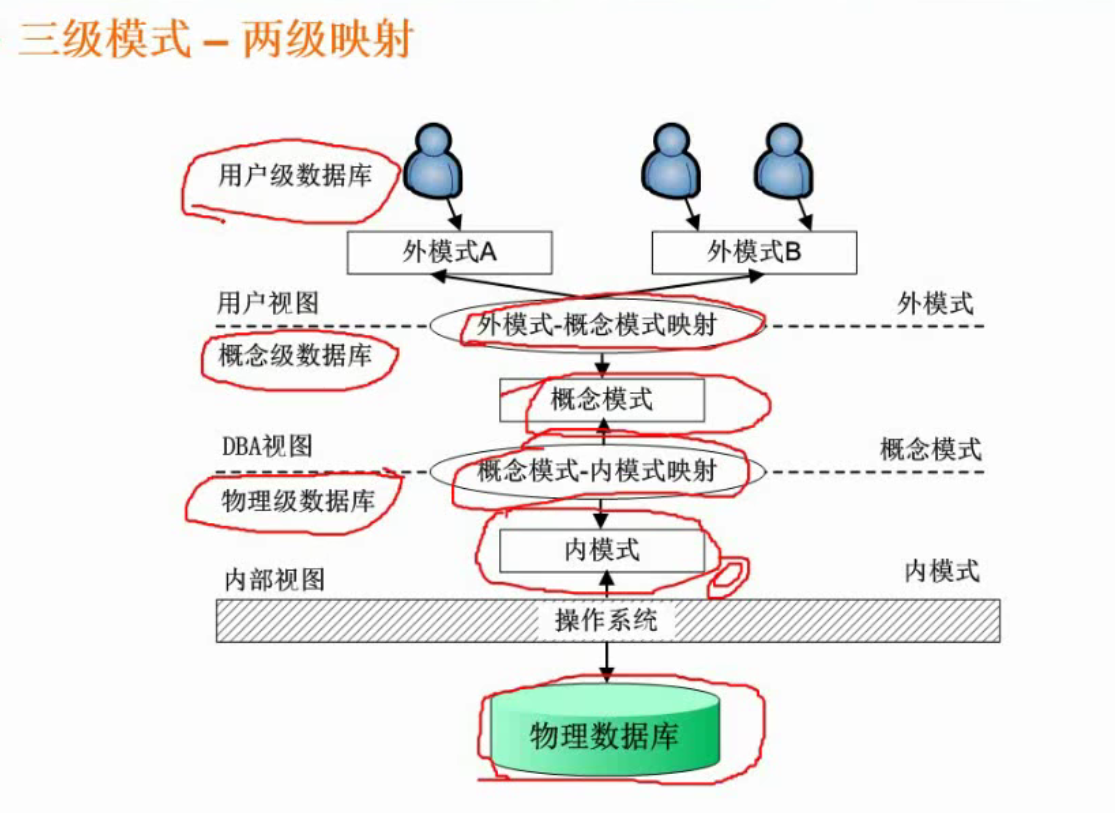 三级模式 – 两级映射
用户级数据库
外模式A
外模式B
用户视图
外模式-概念模式映射
外模式
概念级数据库
概念模式
DBA视图
概念模式-内模式映射
概念模式
物理级数据库
内模式
内部视图
内模式
操作系统
物理数据库